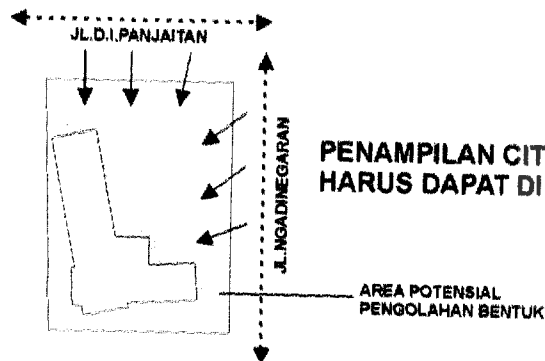 JL.D.I.PANJAITAN
JL.NGADINEGARAN
PENAMPILAN CIT
HARUS DAPAT DI
AREA POTENSIAL
PENGOLAHAN BENTUK